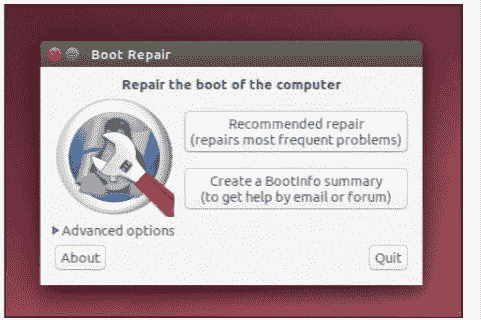 Boot Repair
Repair the boot of the computer
Recommended repair
(repairs most frequent problems)
Create a BootInfo summary
(to get help by email or forum)
Advanced options
About
Quit